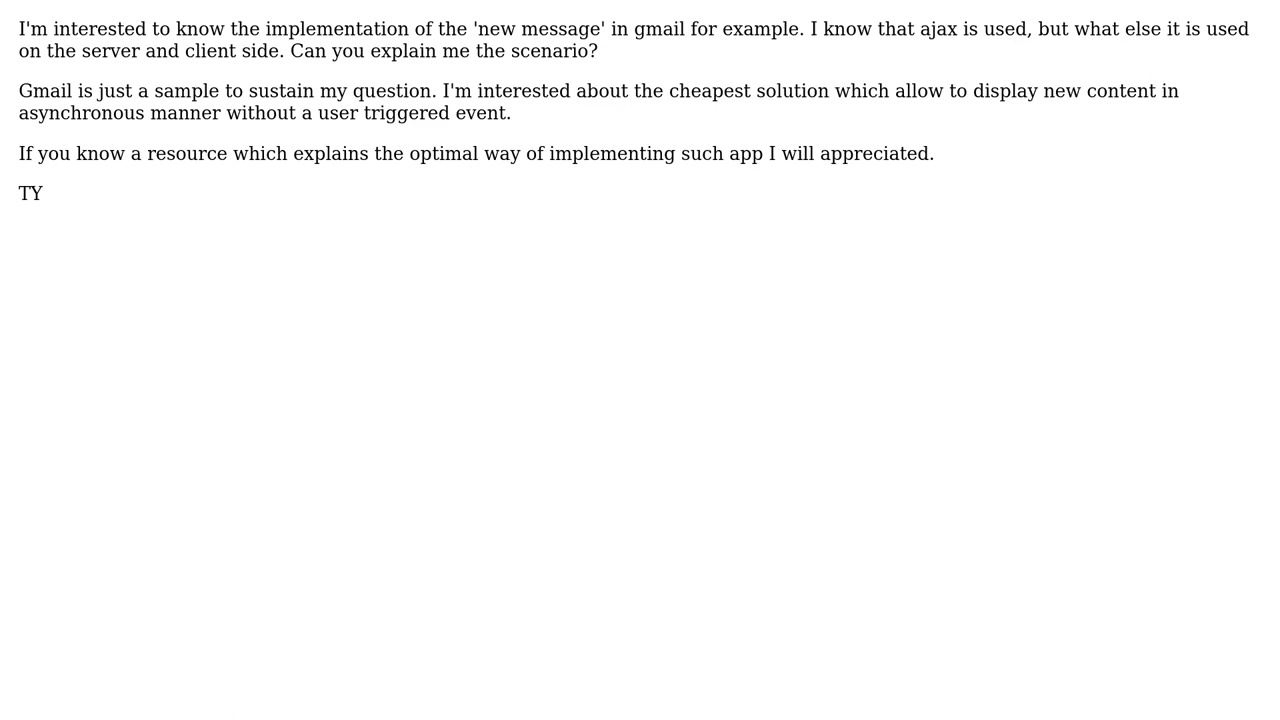 I'm interested to know the implementation of the 'new message' in gmail for example. I know that ajax is used, but what else it is used
on the server and client side. Can you explain me the scenario?
Gmail is just a sample to sustain my question. I'm interested about the cheapest solution which allow to display new content in
asynchronous manner without a user triggered event.
If you know a resource which explains the optimal way of implementing such app I will appreciated.
TY